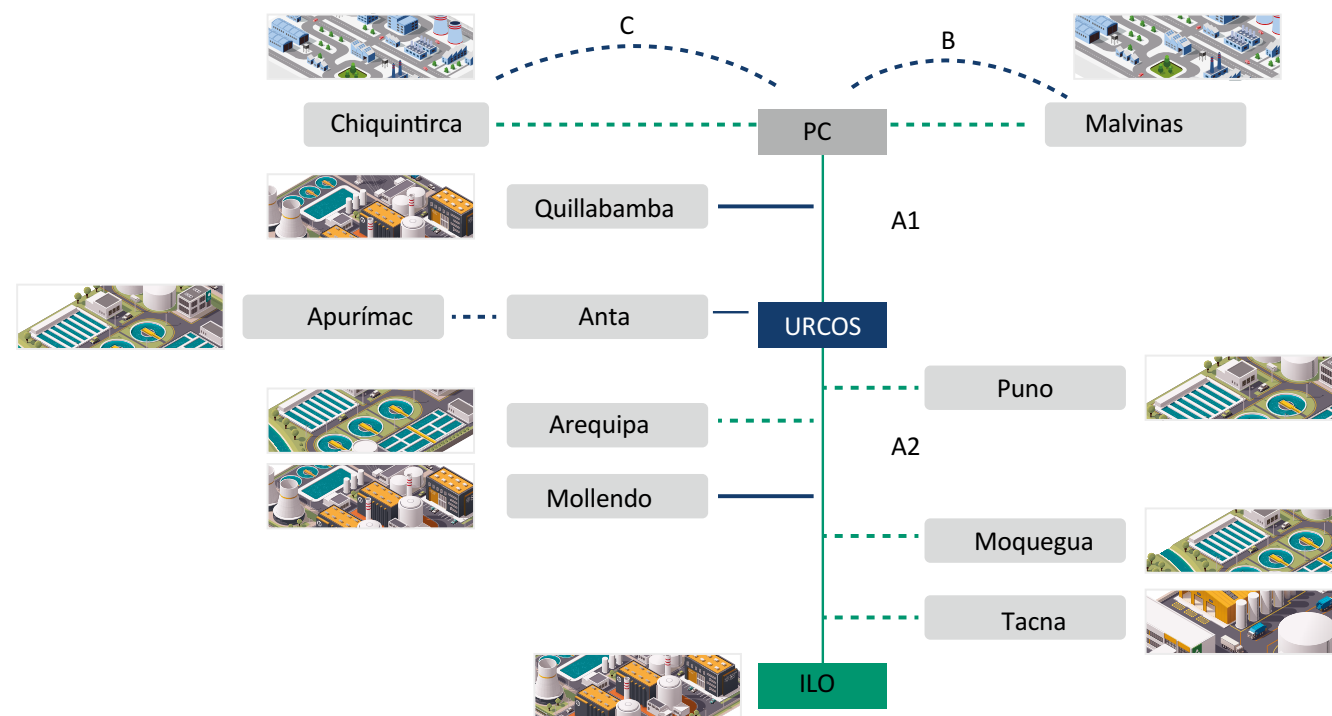 C
B
Chiquintirca
PC
Malvinas
Quillabamba
A1
Apurímac
Anta
URCOS
Puno
Arequipa
A2
Mollendo
Moquegua
Tacna
ILO